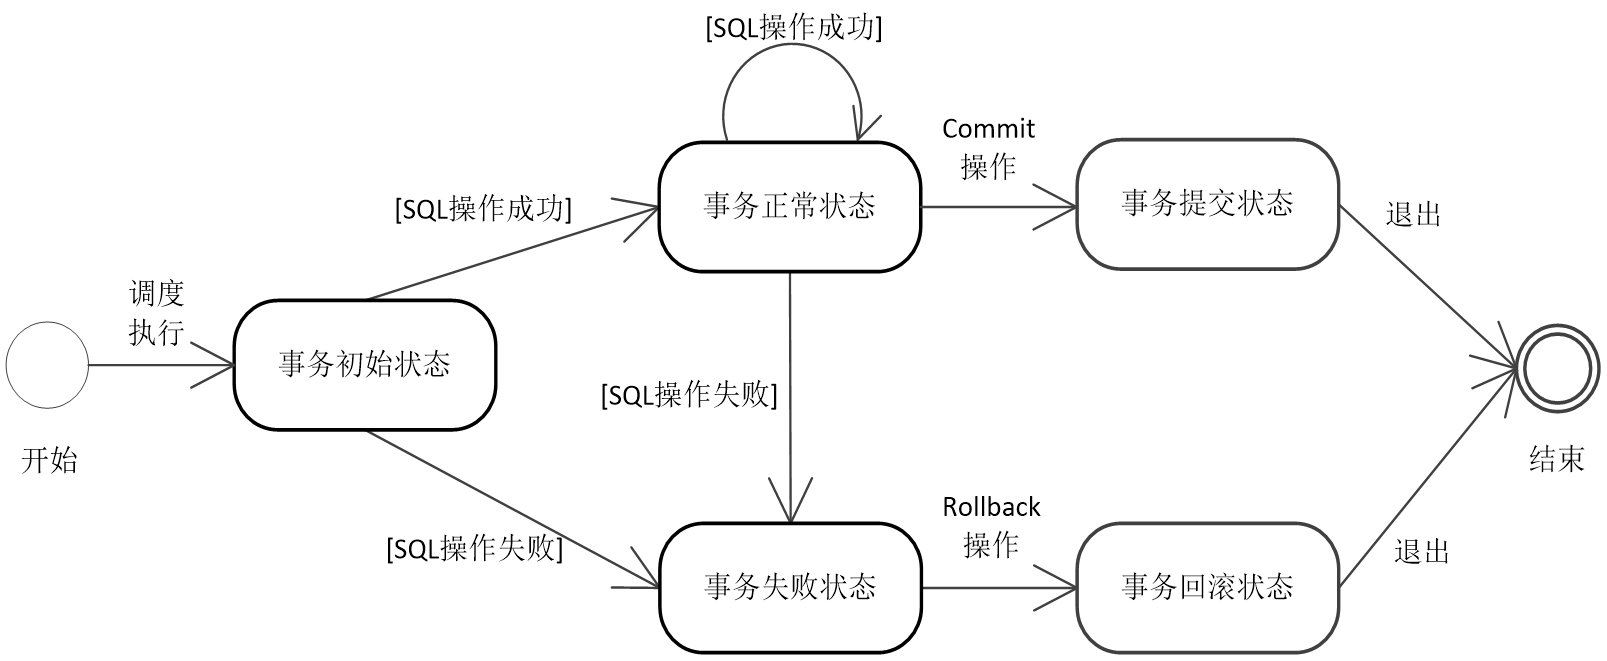 [SQL操作成功]
Commit
操作
事务正常状态
事务提交状态
[SQL操作成功]
退出
调度
执行
事务初始状态
[SQL操作失败]
开始
结束
Rollback
操作
[SQL操作失败]
退出
事务失败状态
事务回滚状态